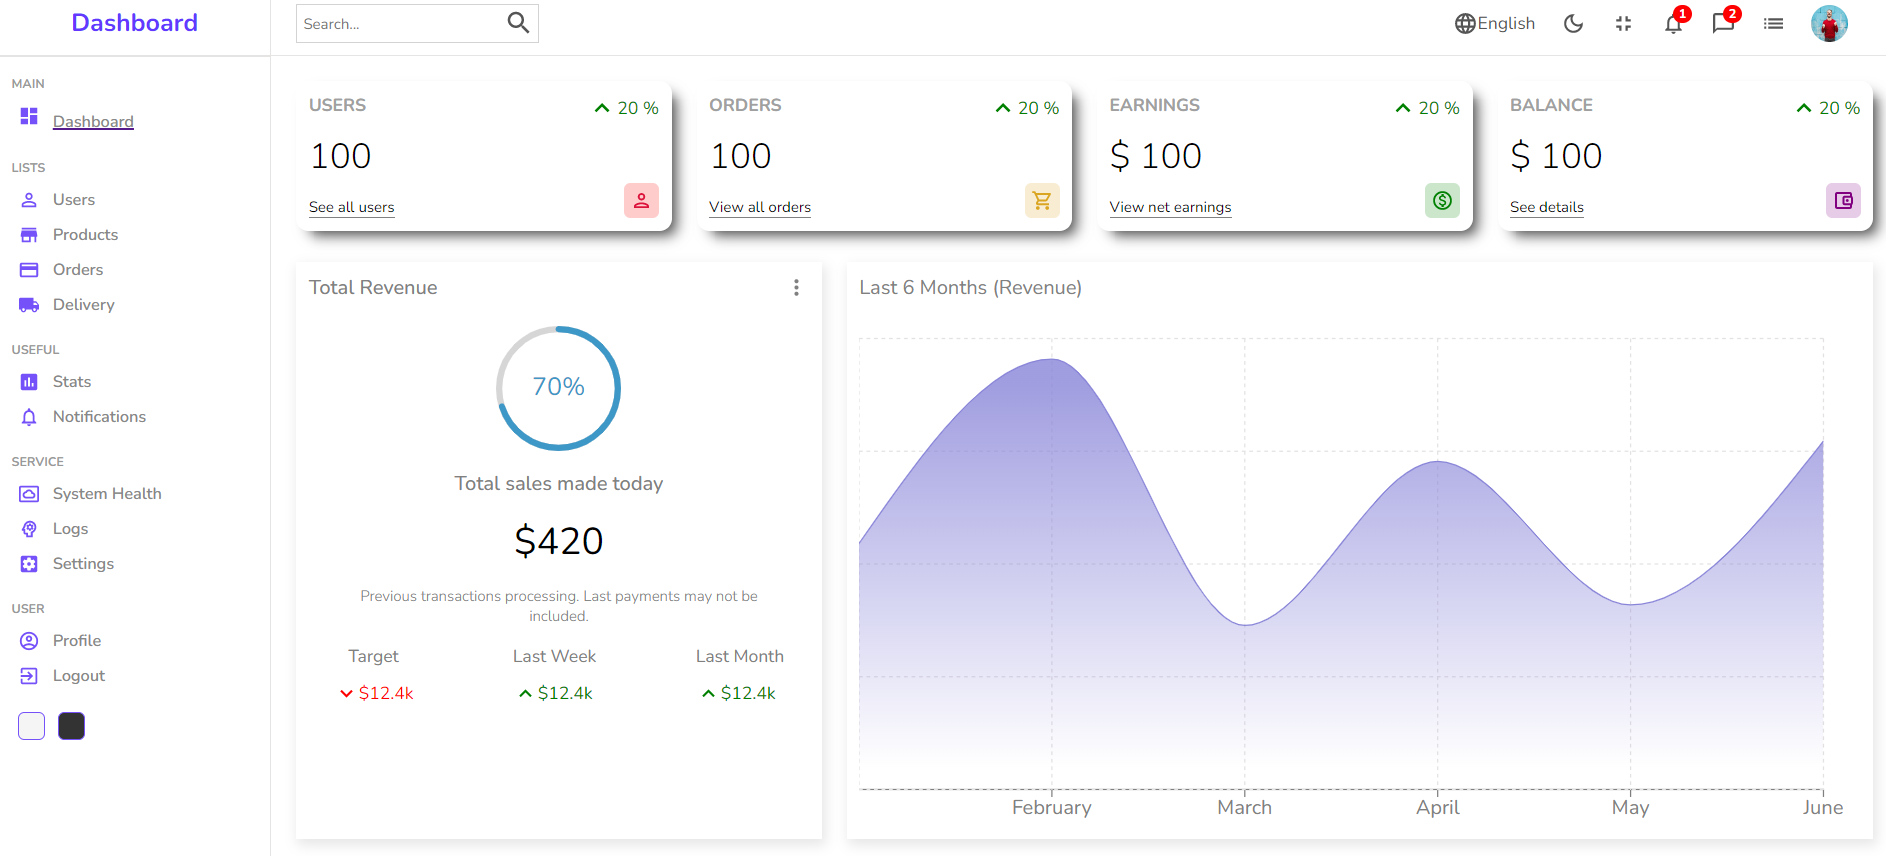 Dashboard
Search...
English
1
2
MAIN
Dashboard
LISTS
Users
Products
Orders
Delivery
USEFUL
Stats
Notifications
SERVICE
System Health
Logs
Settings
USER
Profile
Logout
USERS
20 %
100
See all users
ORDERS
20 %
100
View all orders
EARNINGS
20 %
$ 100
View net earnings
BALANCE
20 %
$ 100
See details
Total Revenue
70%
Total sales made today
$420
Previous transactions processing. Last payments may not be
included.
Target
Last Week
Last Month
$12.4k
$12.4k
$12.4k
Last 6 Months (Revenue)
February
March
April
May
June